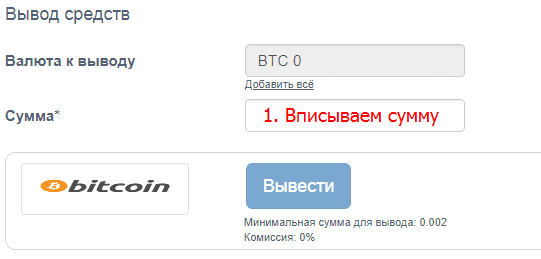 Вывод средств
Валюта к выводу
BTC 0
Добавить всё
Сумма*
1. Вписываем сумму
bitcoin
Вывести
Минимальная сумма для вывода: 0.002
Комиссия: 0%